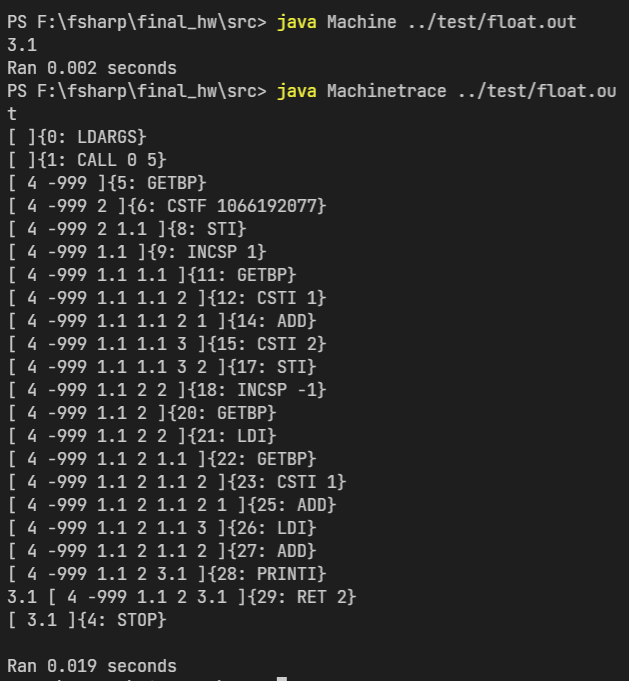 PS F:\fsharp\final_hw\src> java Machine ../test/float.out
3.1
Ran 0.002 seconds
PS F:\fsharp\final_hw\src> java Machinetrace ../test/float.ou
t
[ ]{0: LDARGS}
[ ]{1: CALL 0 5}
[ 4 -999 ]{5: GETBP}
[ 4 -999 2 ]{6: CSTF 1066192077}
[ 4 -999 2 1.1 ]{8: STI}
[ 4 -999 1.1 ]{9: INCSP 1}
[ 4 -999 1.1 1.1 ]{11: GETBP}
[ 4 -999 1.1 1.1 2 ]{12: CSTI 1}
[ 4 -999 1.1 1.1 2 1 ]{14: ADD}
[ 4 -999 1.1 1.1 3 ]{15: CSTI 2}
[ 4 -999 1.1 1.1 3 2 ]{17: STI}
[ 4 -999 1.1 2 2 ]{18: INCSP -1}
[ 4 -999 1.1 2 ]{20: GETBP}
[ 4 -999 1.1 2 2 ]{21: LDI}
[ 4 -999 1.1 2 1.1 ]{22: GETBP}
[ 4 -999 1.1 2 1.1 2 ]{23: CSTI 1}
[ 4 -999 1.1 2 1.1 2 1 ]{25: ADD}
[ 4 -999 1.1 2 1.1 3 ]{26: LDI}
[ 4 -999 1.1 2 1.1 2 ]{27: ADD}
[ 4 -999 1.1 2 3.1 ]{28: PRINTI}
3.1 [ 4 -999 1.1 2 3.1 ]{29: RET 2}
[ 3.1 ]{4: STOP}
Ran 0.019 seconds